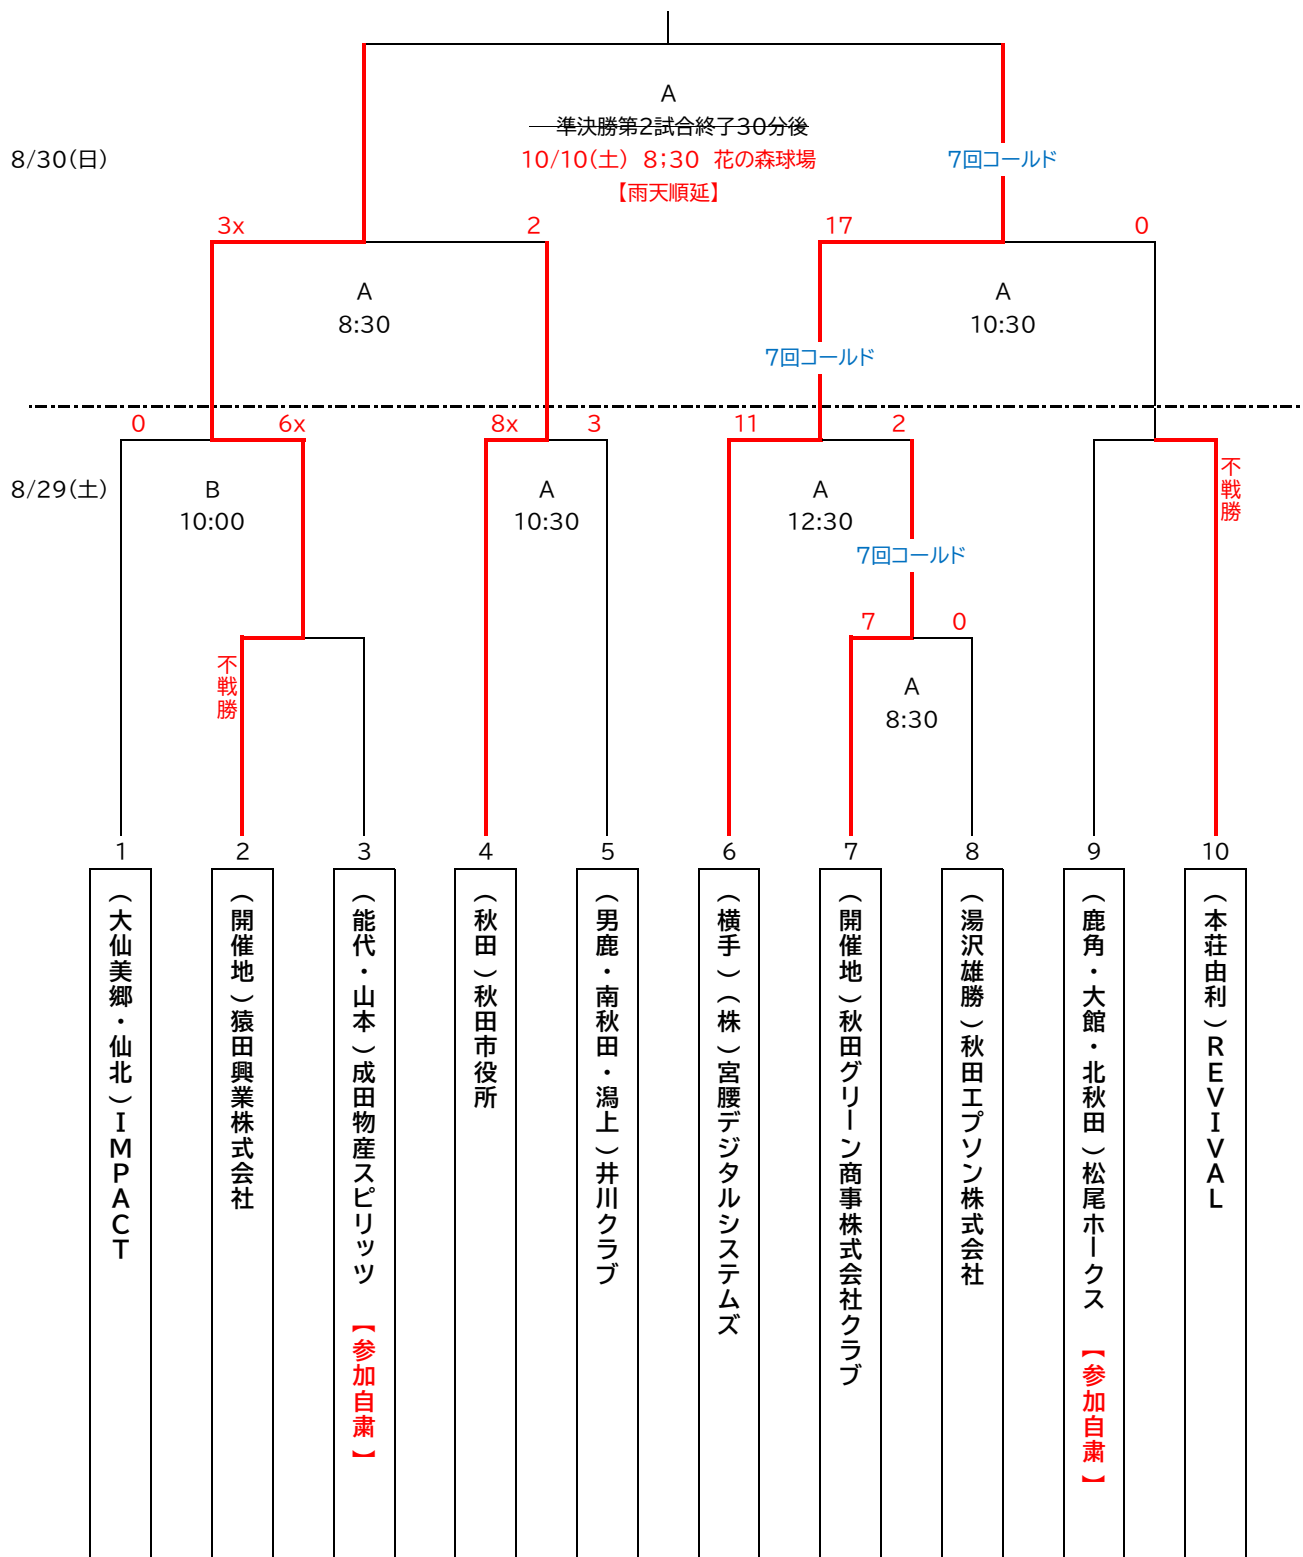 A
準決勝第2試合終了30分後
8/30(日)
10/10(土) 8;30 花の森球場
7回コールド
【雨天順延】
3x
2
17
0
A
8:30
A
10:30
7回コールド
0
6x
8x
3
11
2
不戦勝
8/29(土)
B
10:00
A
10:30
A
12:30
7回コールド
7
0
不戦勝
A
8:30
1
2
3
4
5
6
7
8
9
10
(大仙美郷・仙北)IMPACT
(開催地)猿田興業株式会社
(能代・山本)成田物産スピリッツ 【参加自粛】
(秋田)秋田市役所
(男鹿・南秋田・潟上)井川クラブ
(横手)(株)宮腰デジタルシステムズ
(開催地)秋田グリーン商事株式会社クラブ
(湯沢雄勝)秋田エプソン株式会社
(鹿角・大館・北秋田)松尾ホークス 【参加自粛】
(本荘由利)REVIVAL